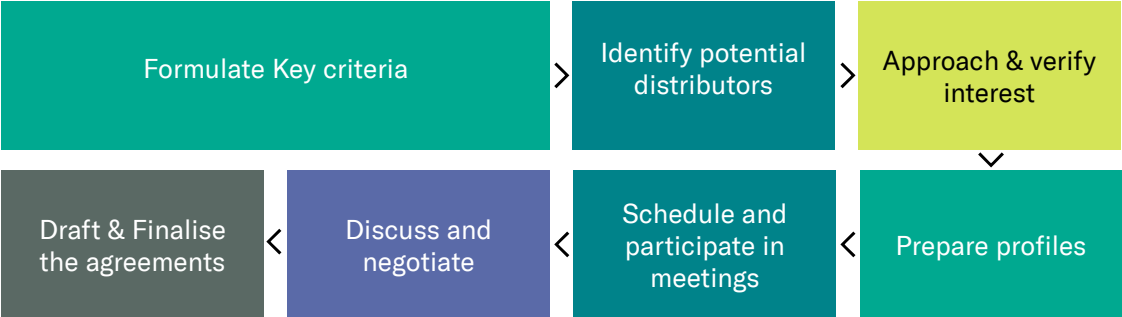 Formulate Key criteria
Identify potential
distributors
Approach & verify
interest
Prepare profiles
Schedule and
participate in
meetings
Discuss and
negotiate
Draft & Finalise
the agreements